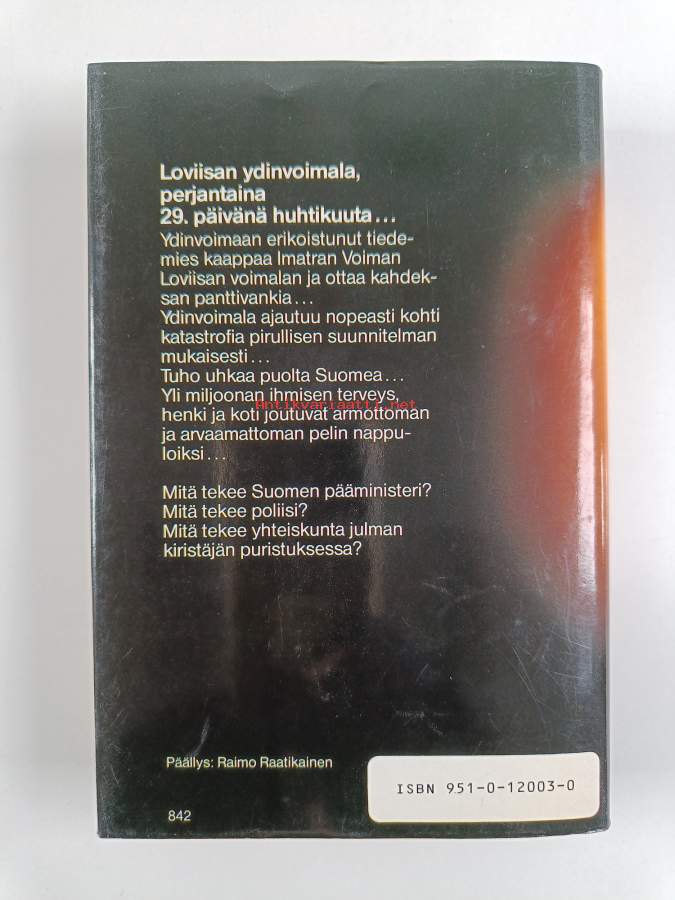 Loviisan ydinvoimala,
perjantaina
29. päivänä huhtikuuta...
Ydinvoimaan erikoistunut tiede-
mies kaappaa Imatran Voiman
Loviisan voimalan ja ottaa kahdek-
san panttivankia...
Ydinvoimala ajautuu nopeasti kohti
katastrofia pirullisen suunnitelman
mukaisesti...
Tuho uhkaa puolta Suomea...
Yli miljoonan ihmisen terveys,
Antikvariaatti.net
henki ja koti joutuvat armottoman
ja arvaamattoman pelin nappu-
loiksi...
Mitä tekee Suomen pääministeri?
Mitä tekee poliisi?
Mitä tekee yhteiskunta julman
kiristäjän puristuksessa?
Päällys: Raimo Raatikainen
ISBN 951-0-12003-0
842